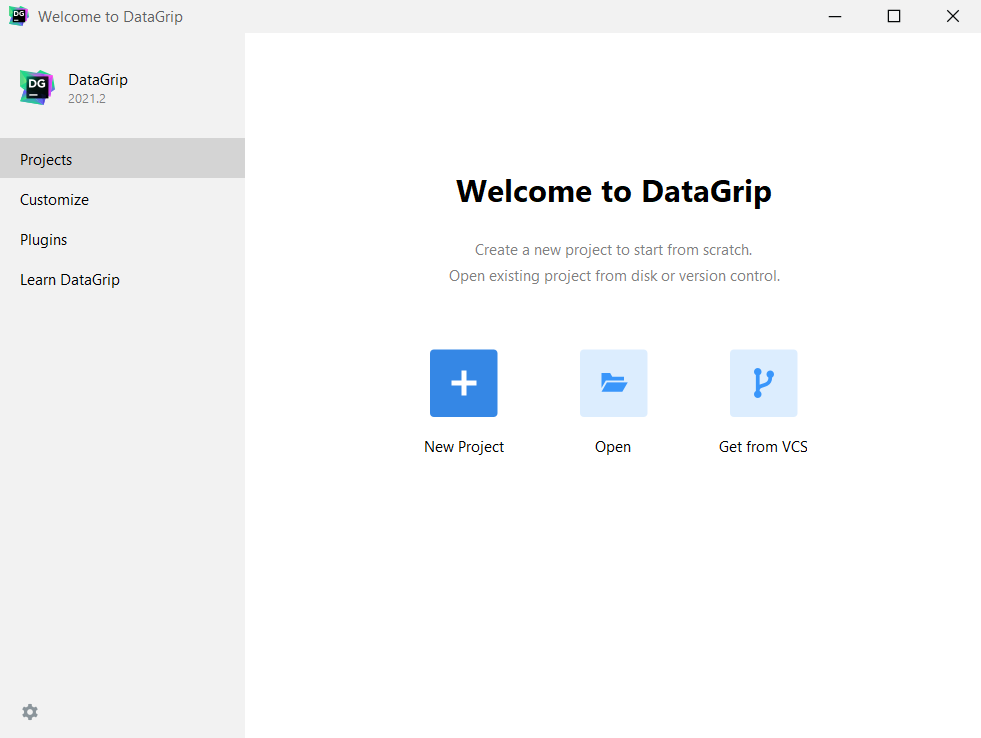 DG Welcome to DataGrip
DG
DataGrip
2021.2
Projects
Customize
Plugins
Learn DataGrip
Welcome to DataGrip
Create a new project to start from scratch.
Open existing project from disk or version control.
New Project
Open
Get from VCS